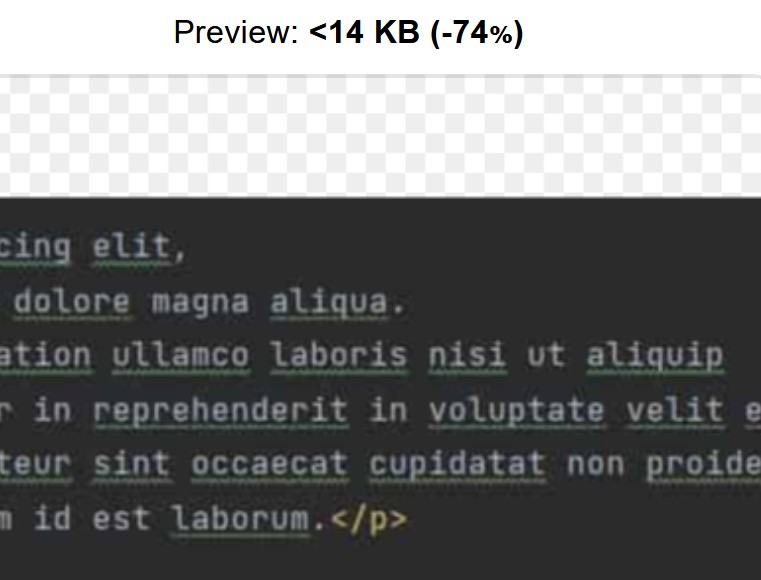 Preview: <14 KB (-74%)
cing elit,
dolore magna aliqua.
ation ullamco laboris nisi ut aliquip
r in reprehenderit in voluptate velit e
teur sint occaecat cupidatat non proide
m id est laborum.</p>